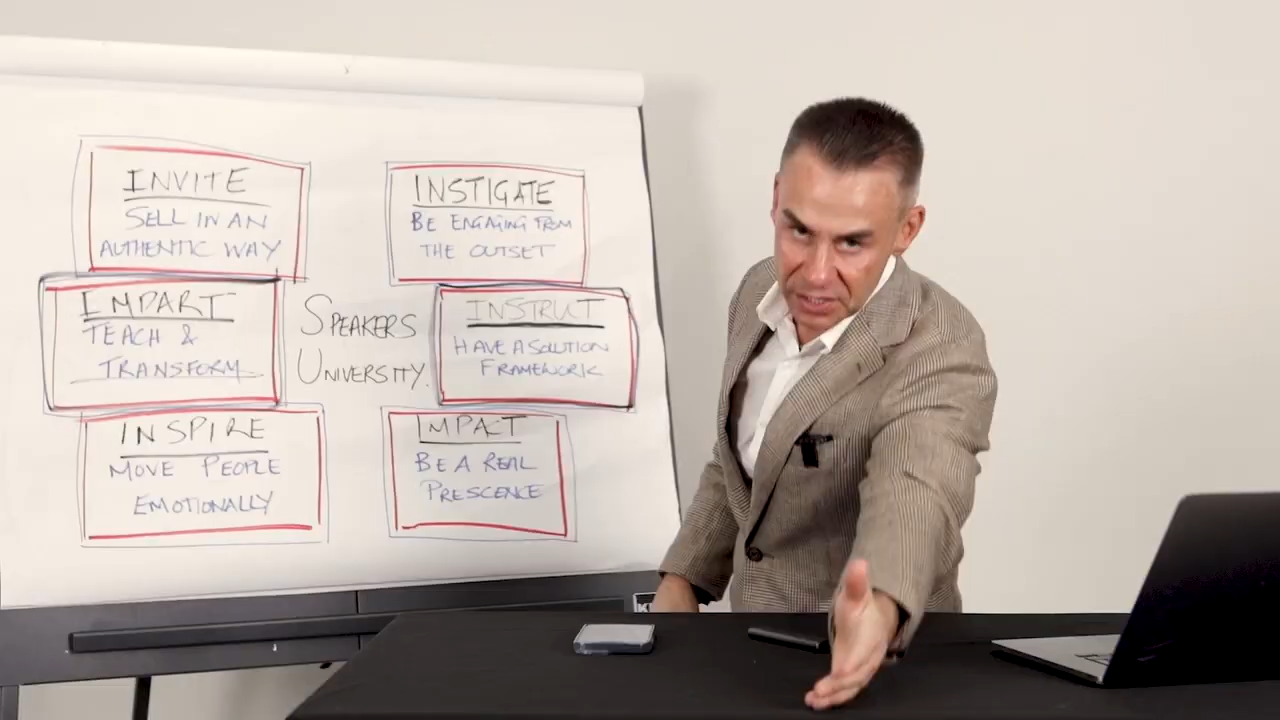 INVITE
SELL IN AN
AUTHENTIC WAY
INSTIGATE
BE ENGAGING FROM
THE OUTSET
IMPART
TEACH &
TRANSFORM
SPEAKERS
UNIVERSITY.
INSTRUCT
HAVE A SOLUTION
FRAMEWORK
INSPIRE
MOVE PEOPLE
EMOTIONALLY
IMPACT
BE A REAL
PRESCENCE